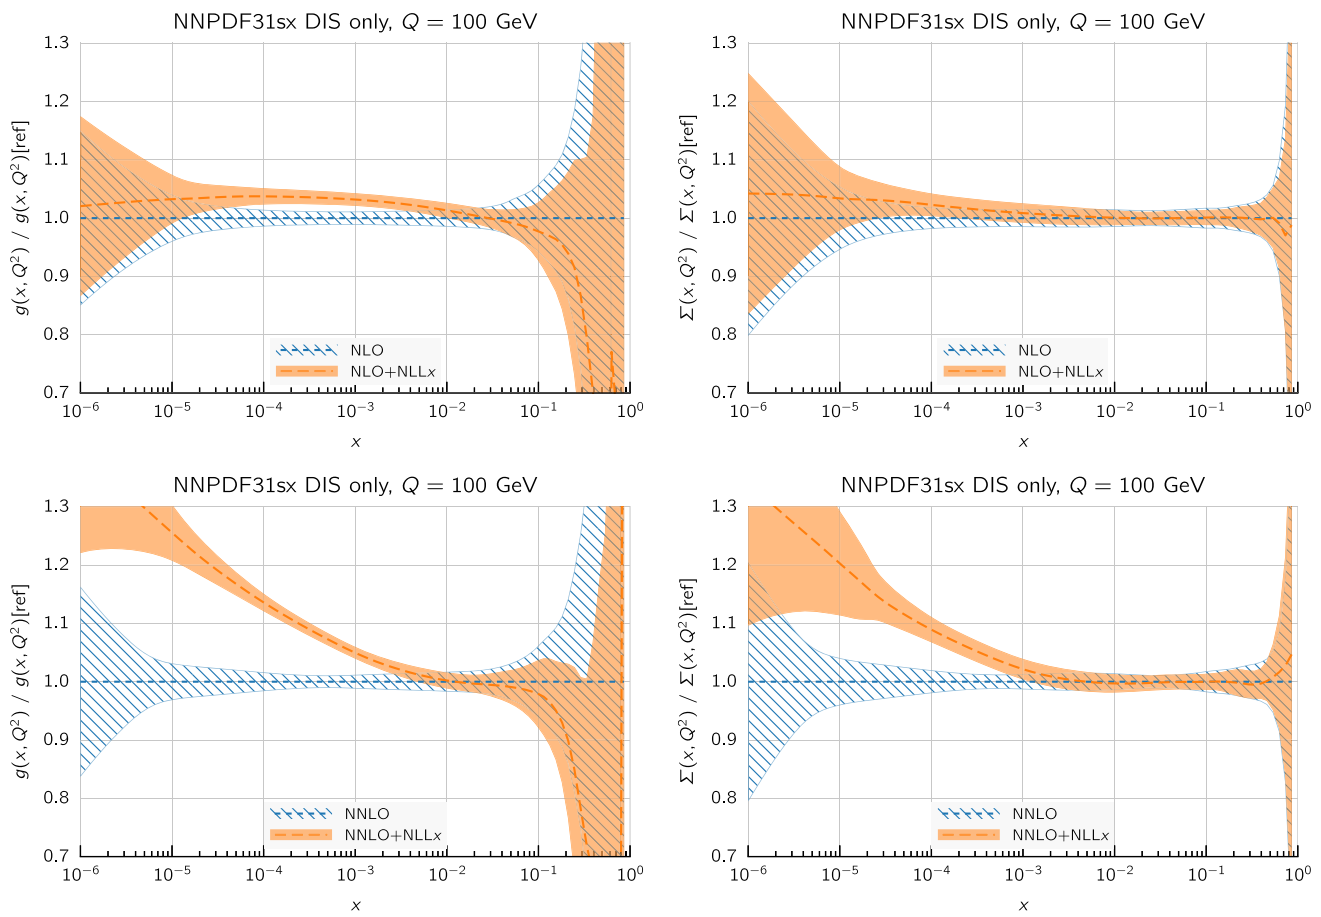 NNPDF31sx DIS only, Q = 100 GeV
g(x, Q²) / g(x, Q²)[ref]
1.3
1.2
1.1
1.0
0.9
0.8
0.7
NLO
NLO+NLLx
10⁻⁶ 10⁻⁵ 10⁻⁴ 10⁻³ 10⁻² 10⁻¹ 10⁰
x
NNPDF31sx DIS only, Q = 100 GeV
Σ(x, Q²) / Σ(x, Q²)[ref]
1.3
1.2
1.1
1.0
0.9
0.8
0.7
NLO
NLO+NLLx
10⁻⁶ 10⁻⁵ 10⁻⁴ 10⁻³ 10⁻² 10⁻¹ 10⁰
x
NNPDF31sx DIS only, Q = 100 GeV
g(x, Q²) / g(x, Q²)[ref]
1.3
1.2
1.1
1.0
0.9
0.8
0.7
NNLO
NNLO+NLLx
10⁻⁶ 10⁻⁵ 10⁻⁴ 10⁻³ 10⁻² 10⁻¹ 10⁰
x
NNPDF31sx DIS only, Q = 100 GeV
Σ(x, Q²) / Σ(x, Q²)[ref]
1.3
1.2
1.1
1.0
0.9
0.8
0.7
NNLO
NNLO+NLLx
10⁻⁶ 10⁻⁵ 10⁻⁴ 10⁻³ 10⁻² 10⁻¹ 10⁰
x